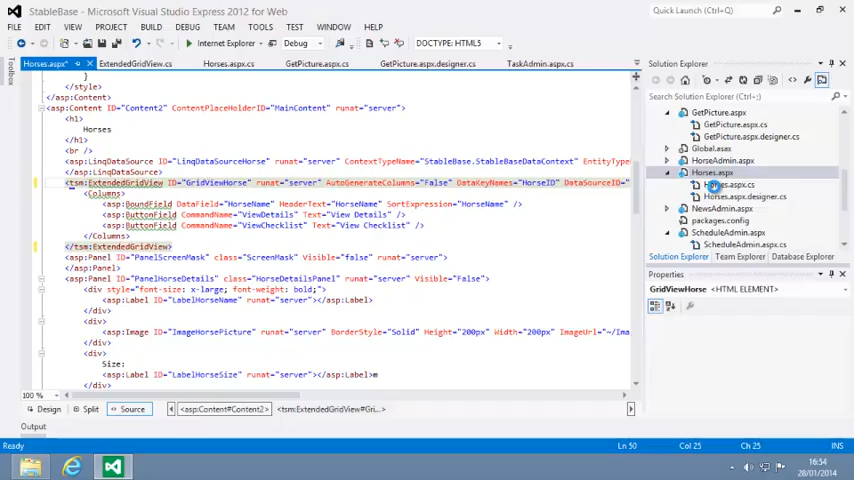 StableBase - Microsoft Visual Studio Express 2012 for Web
Quick Launch (Ctrl+Q)
FILE EDIT VIEW PROJECT BUILD DEBUG TEAM TOOLS TEST WINDOW HELP
Internet Explorer Debug DOCTYPE: HTML5
Toolbox
Horses.aspx* ExtendedGridView.cs Horses.aspx.cs GetPicture.aspx.cs GetPicture.aspx.designer.cs TaskAdmin.aspx.cs
}
</style>
</asp:Content>
<asp:Content ID="Content2" ContentPlaceHolderID="MainContent" runat="server">
<h1>
Horses
</h1>
<br />
<asp:LinqDataSource ID="LinqDataSourceHorse" runat="server" ContextTypeName="StableBase.StableBaseDataContext" EntityTypeN
</asp:LinqDataSource>
<tsm:ExtendedGridView ID="GridViewHorse" runat="server" AutoGenerateColumns="False" DataKeyNames="HorseID" DataSourceID="
<Columns>
<asp:BoundField DataField="HorseName" HeaderText="HorseName" SortExpression="HorseName" />
<asp:ButtonField CommandName="ViewDetails" Text="View Details" />
<asp:ButtonField CommandName="ViewChecklist" Text="View Checklist" />
</Columns>
</tsm:ExtendedGridView>
<asp:Panel ID="PanelScreenMask" class="ScreenMask" Visible="false" runat="server">
</asp:Panel>
<asp:Panel ID="PanelHorseDetails" class="HorseDetailsPanel" runat="server" Visible="False">
<div style="font-size: x-large; font-weight: bold;">
<asp:Label ID="LabelHorseName" runat="server"></asp:Label>
</div>
<div>
<asp:Image ID="ImageHorsePicture" runat="server" BorderStyle="Solid" Height="200px" Width="200px" ImageUrl="~/Im
</div>
<div>
Size:
<asp:Label ID="LabelHorseSize" runat="server"></asp:Label>m
</div>
100 %
Design Split Source <asp:Content#Content2> <tsm:ExtendedGridView#Gri...>
Output
Solution Explorer
Search Solution Explorer (Ctrl+;)
GetPicture.aspx
GetPicture.aspx.cs
GetPicture.aspx.designer.cs
Global.asax
HorseAdmin.aspx
Horses.aspx
Horses.aspx.cs
Horses.aspx.designer.cs
NewsAdmin.aspx
packages.config
ScheduleAdmin.aspx
ScheduleAdmin.aspx.cs
Solution Explorer Team Explorer Database Explorer
Properties
GridViewHorse <HTML ELEMENT>
Ready Ln 50 Col 25 Ch 25 INS
16:54
28/01/2014